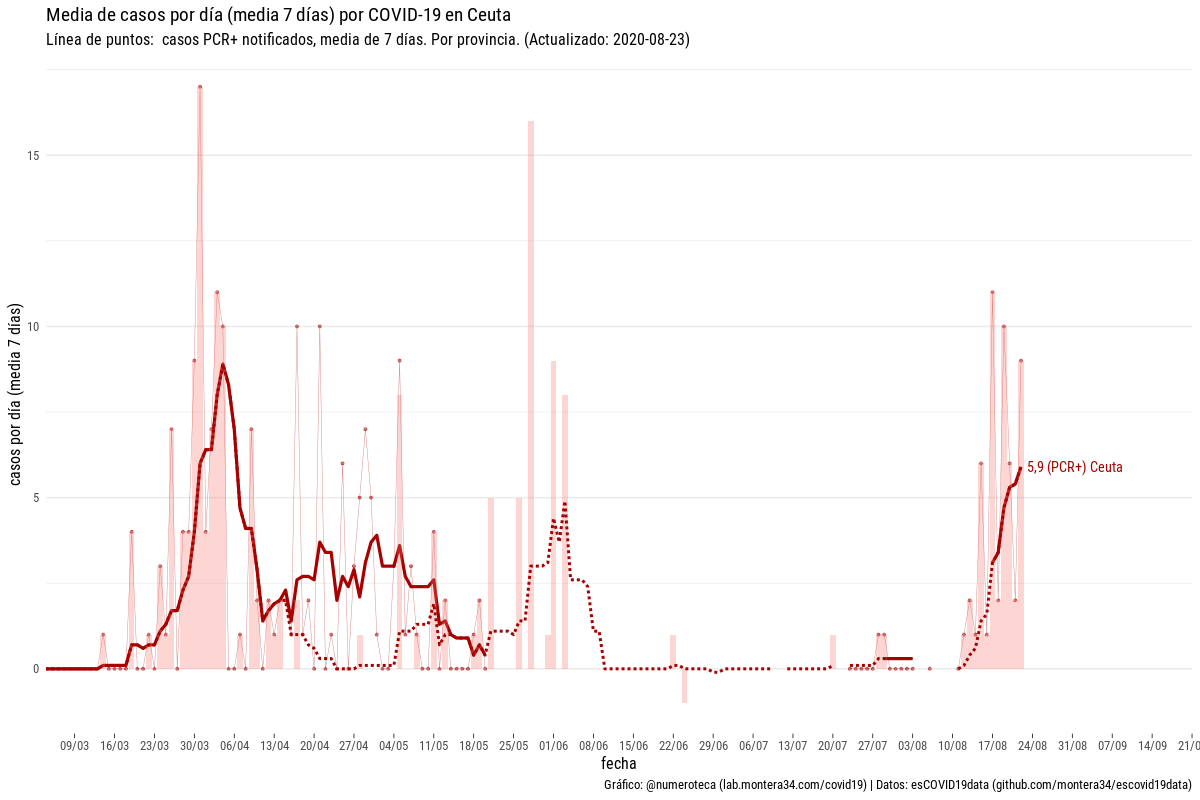 Media de casos por día (media 7 días) por COVID-19 en Ceuta
Línea de puntos:  casos PCR+ notificados, media de 7 días. Por provincia. (Actualizado: 2020-08-23)
casos por día (media 7 días)
15
10
5
0
5,9 (PCR+) Ceuta
09/03 16/03 23/03 30/03 06/04 13/04 20/04 27/04 04/05 11/05 18/05 25/05 01/06 08/06 15/06 22/06 29/06 06/07 13/07 20/07 27/07 03/08 10/08 17/08 24/08 31/08 07/09 14/09 21/0
fecha
Gráfico: @numeroteca (lab.montera34.com/covid19) | Datos: esCOVID19data (github.com/montera34/escovid19data)